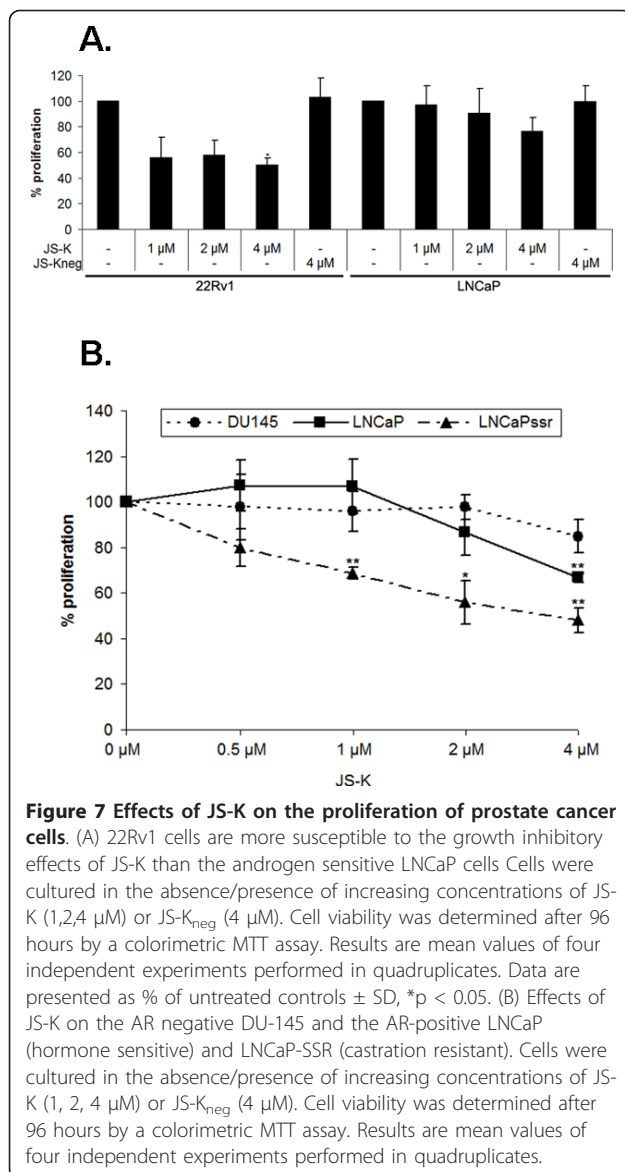 A.
120
100
80
60
40
20
0
% proliferation
*
JS-K - 1 µM 2 µM 4 µM - - 1 µM 2 µM 4 µM -
JS-Kneg - - - - 4 µM - - - - 4 µM
22Rv1 LNCaP
B.
140
120
100
80
60
40
20
0
% proliferation
DU145 LNCaP LNCaPssr
** * ** **
0 µM 0.5 µM 1 µM 2 µM 4 µM
JS-K
Figure 7 Effects of JS-K on the proliferation of prostate cancer
cells. (A) 22Rv1 cells are more susceptible to the growth inhibitory
effects of JS-K than the androgen sensitive LNCaP cells Cells were
cultured in the absence/presence of increasing concentrations of JS-
K (1,2,4 µM) or JS-Kneg (4 µM). Cell viability was determined after 96
hours by a colorimetric MTT assay. Results are mean values of four
independent experiments performed in quadruplicates. Data are
presented as % of untreated controls ± SD, *p < 0.05. (B) Effects of
JS-K on the AR negative DU-145 and the AR-positive LNCaP
(hormone sensitive) and LNCaP-SSR (castration resistant). Cells were
cultured in the absence/presence of increasing concentrations of JS-
K (1, 2, 4 µM) or JS-Kneg (4 µM). Cell viability was determined after
96 hours by a colorimetric MTT assay. Results are mean values of
four independent experiments performed in quadruplicates.